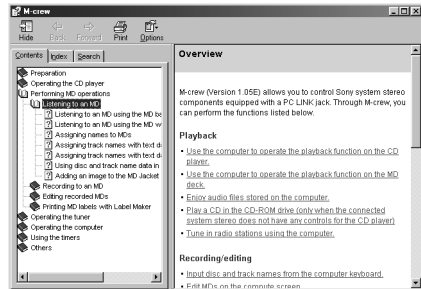 M-crew
Hide Back Forward Print Options
Contents Index Search
Preparation
Operating the CD player
Performing MD operations
Listening to an MD
Listening to an MD using the MD ba
Listening to an MD using the MD w
Assigning names to MDs
Assigning track names with text d
Assigning track names with text d
Using disc and track name data in
Adding an image to the MD Jacket
Recording to an MD
Editing recorded MDs
Printing MD labels with Label Maker
Operating the tuner
Operating the computer
Using the timers
Others
Overview
M-crew (Version 1.05E) allows you to control Sony system stereo
components equipped with a PC LINK jack. Through M-crew, you
can perform the functions listed below.
Playback
• Use the computer to operate the playback function on the CD
player.
• Use the computer to operate the playback function on the MD
deck.
• Enjoy audio files stored on the computer.
• Play a CD in the CD-ROM drive (only when the connected
system stereo does not have any controls for the CD player)
• Tune in radio stations using the computer.
Recording/editing
• Input disc and track names from the computer keyboard.
• Edit MDs on the compute screen.